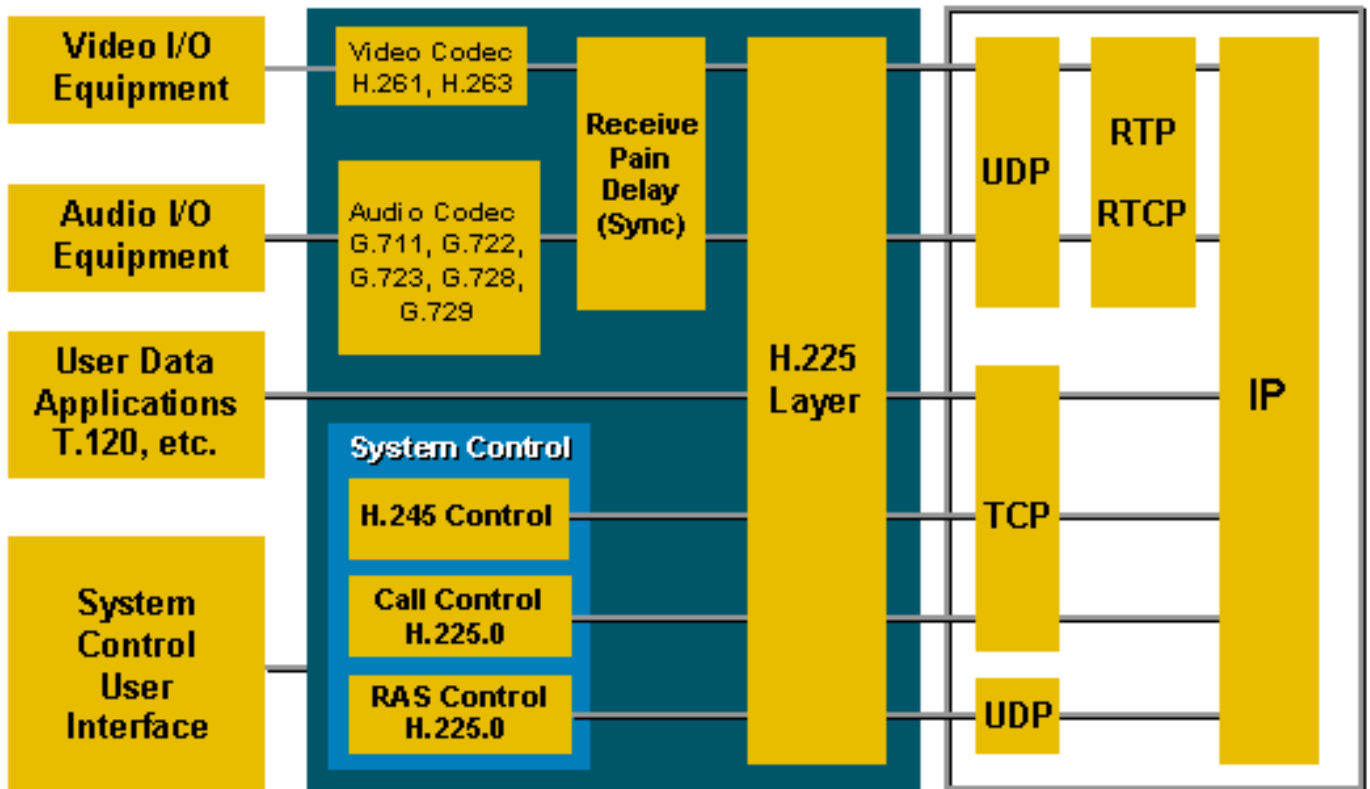 Video I/O
Equipment
Video Codec
H.261, H.263
Receive
Pain
Delay
(Sync)
H.225
Layer
UDP
RTP
RTCP
IP
Audio I/O
Equipment
Audio Codec
G.711, G.722,
G.723, G.728,
G.729
User Data
Applications
T.120, etc.
System Control
H.245 Control
Call Control
H.225.0
RAS Control
H.225.0
TCP
UDP
System
Control
User
Interface